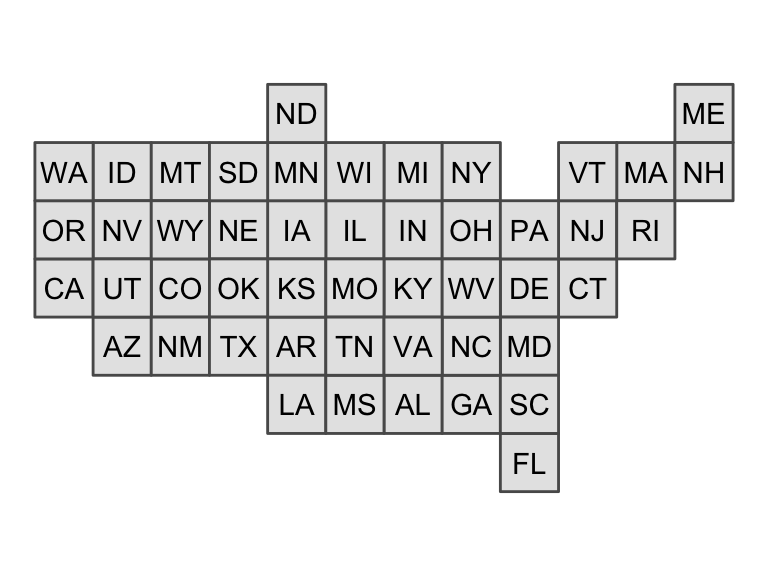 ND ME
WA ID MT SD MN WI MI NY VT MA NH
OR NV WY NE IA IL IN OH PA NJ RI
CA UT CO OK KS MO KY WV DE CT
AZ NM TX AR TN VA NC MD
LA MS AL GA SC
FL